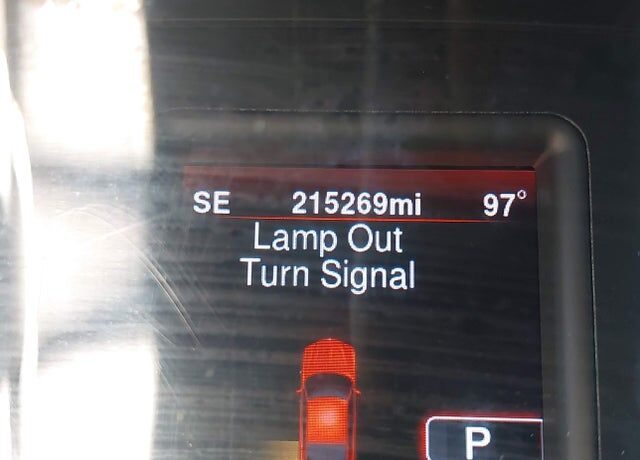 SE 215269mi 97°
Lamp Out
Turn Signal
P